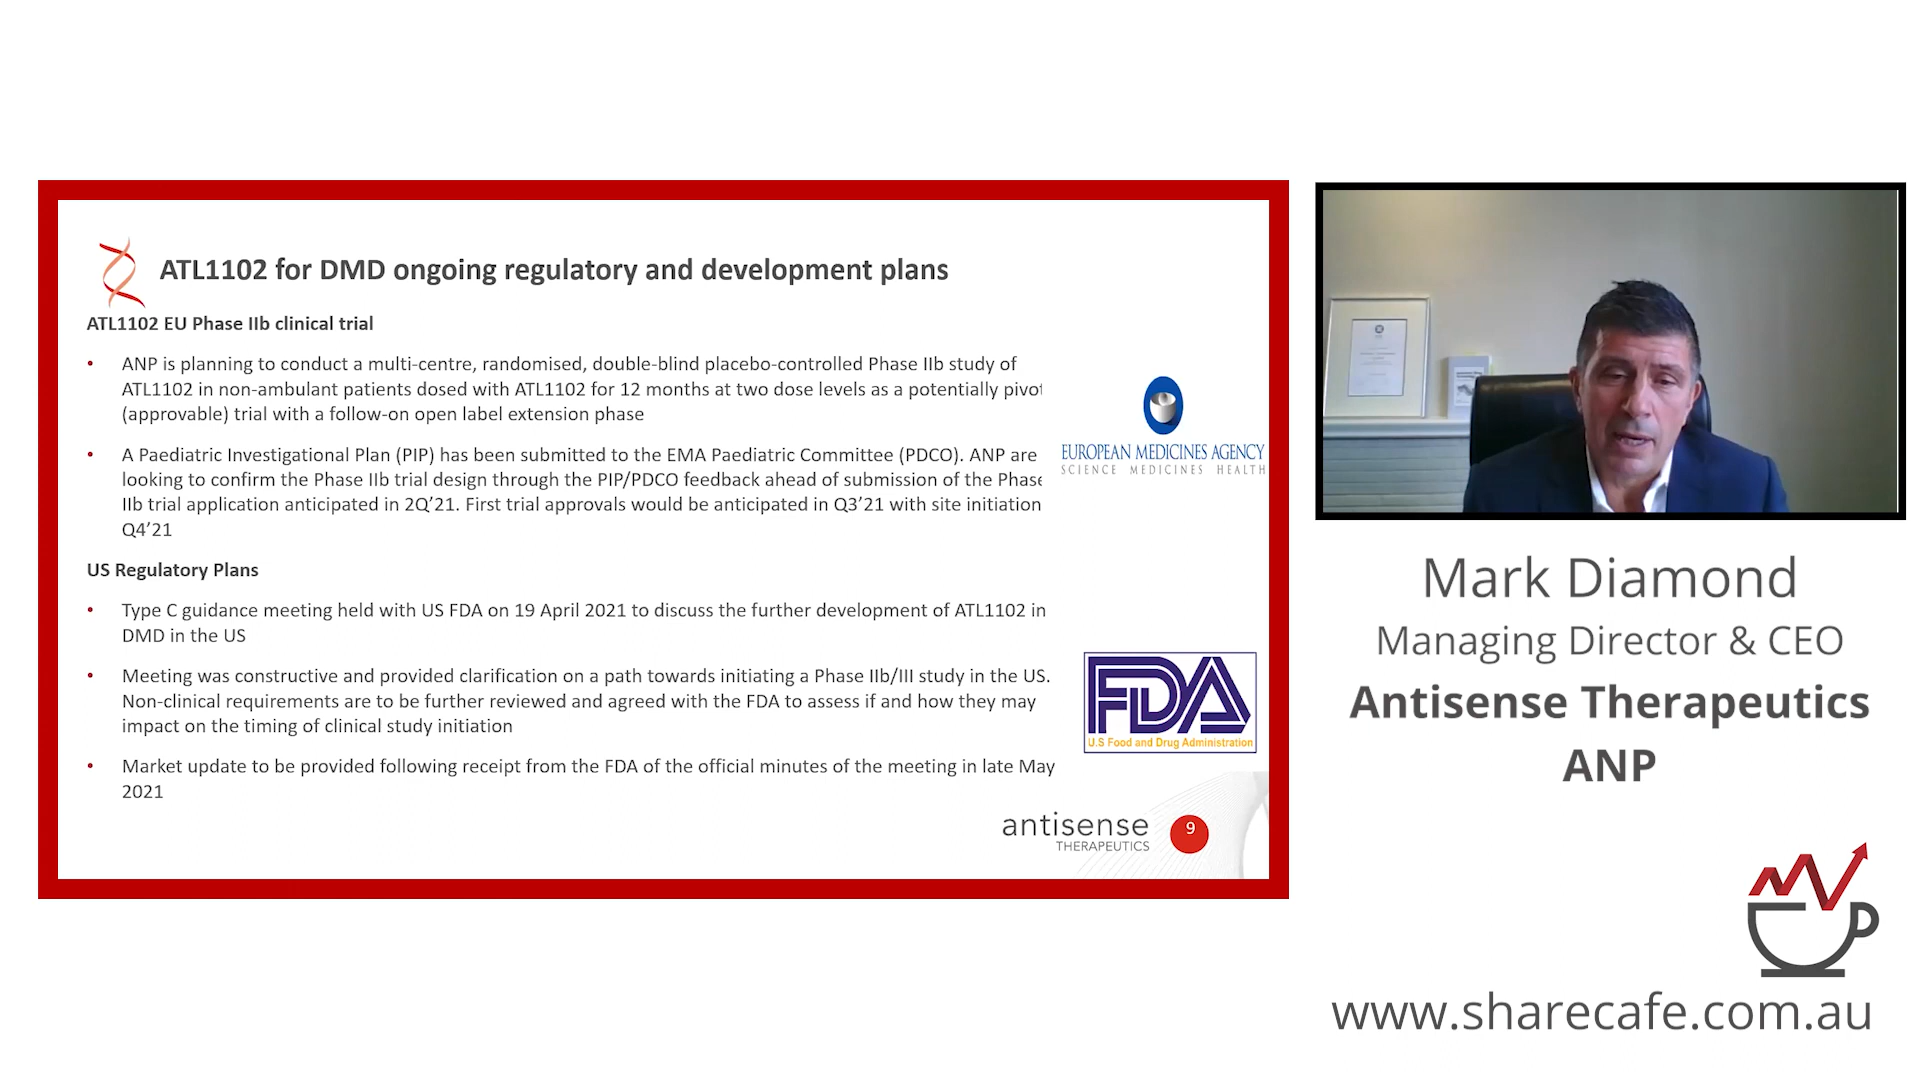 ATL1102 for DMD ongoing regulatory and development plans
ATL1102 EU Phase IIb clinical trial
• ANP is planning to conduct a multi-centre, randomised, double-blind placebo-controlled Phase IIb study of
ATL1102 in non-ambulant patients dosed with ATL1102 for 12 months at two dose levels as a potentially pivot
(approvable) trial with a follow-on open label extension phase
• A Paediatric Investigational Plan (PIP) has been submitted to the EMA Paediatric Committee (PDCO). ANP are
looking to confirm the Phase IIb trial design through the PIP/PDCO feedback ahead of submission of the Phase
IIb trial application anticipated in 2Q’21. First trial approvals would be anticipated in Q3’21 with site initiation
Q4’21
US Regulatory Plans
• Type C guidance meeting held with US FDA on 19 April 2021 to discuss the further development of ATL1102 in
DMD in the US
• Meeting was constructive and provided clarification on a path towards initiating a Phase IIb/III study in the US.
Non-clinical requirements are to be further reviewed and agreed with the FDA to assess if and how they may
impact on the timing of clinical study initiation
• Market update to be provided following receipt from the FDA of the official minutes of the meeting in late May
2021
EUROPEAN MEDICINES AGENCY
SCIENCE MEDICINES HEALTH
FDA
U.S Food and Drug Administration
antisense
THERAPEUTICS
9
Mark Diamond
Managing Director & CEO
Antisense Therapeutics
ANP
www.sharecafe.com.au